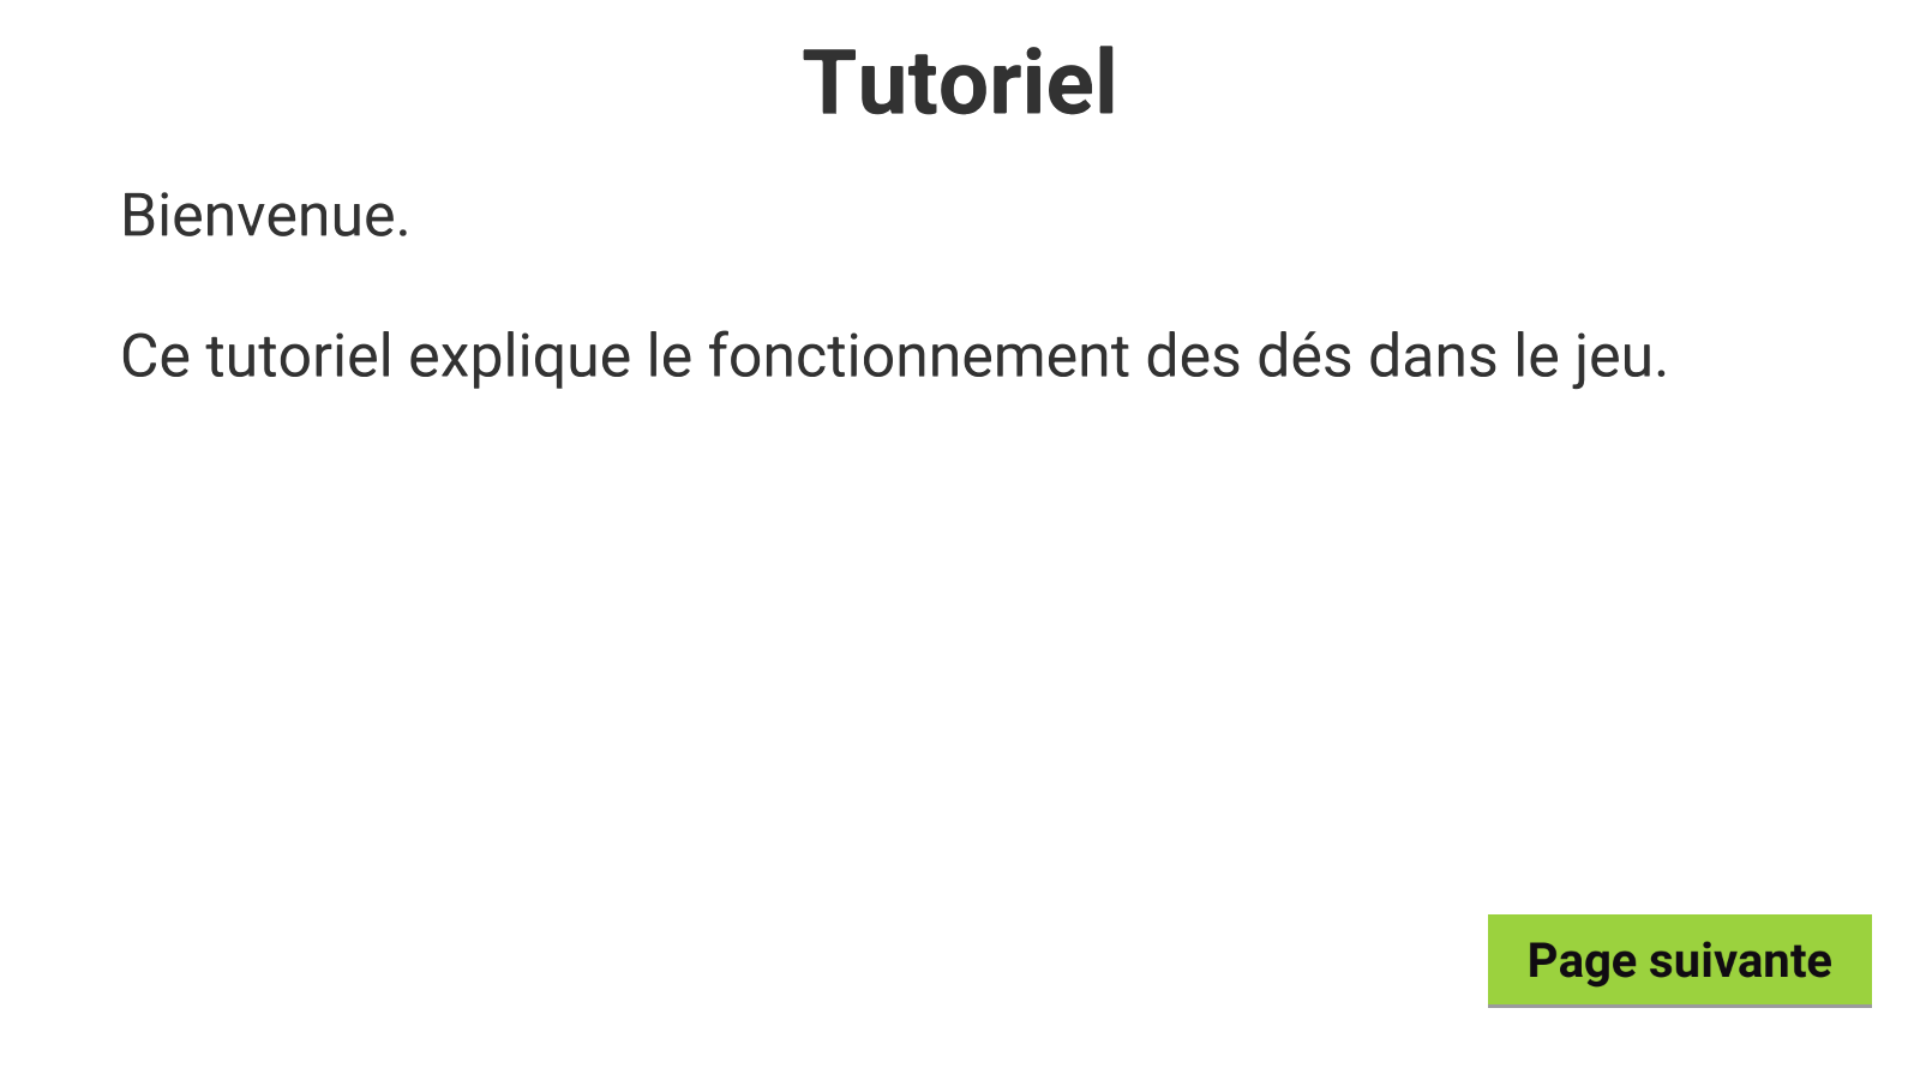 Tutoriel
Bienvenue.
Ce tutoriel explique le fonctionnement des dés dans le jeu.
Page suivante